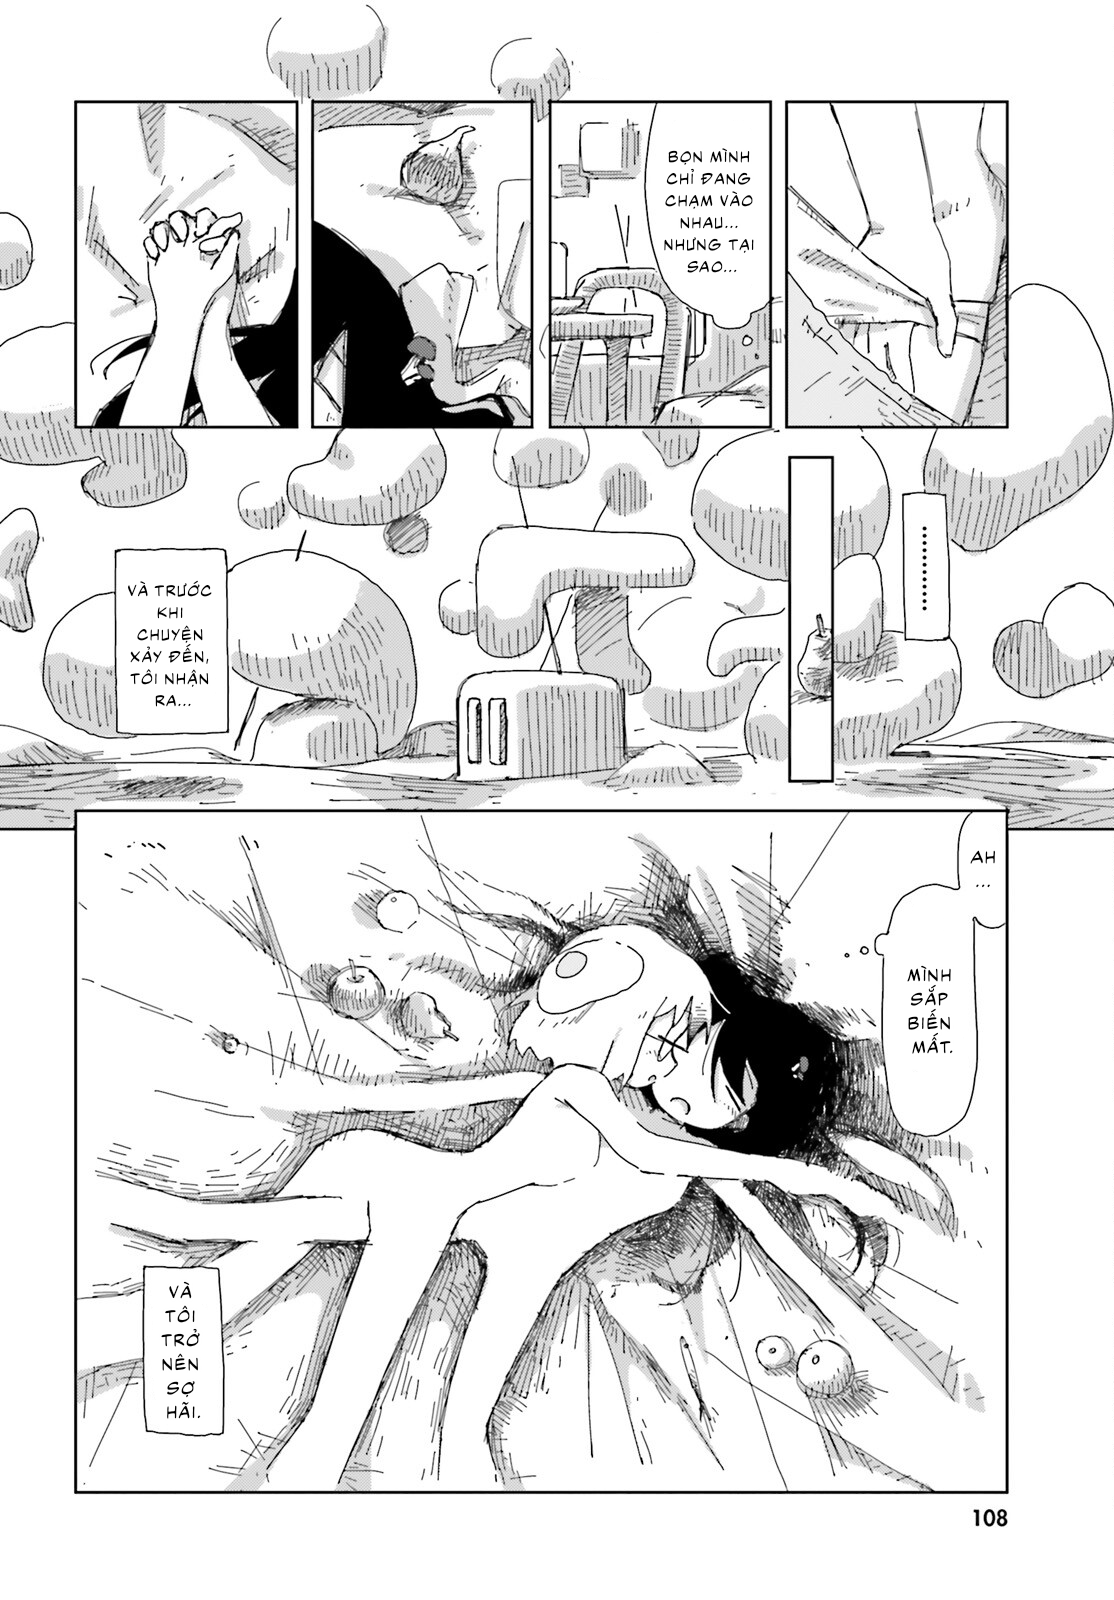 BỌN MÌNH
CHỈ ĐANG
CHẠM VÀO
NHAU...
NHƯNG TẠI
SAO...
..........
VÀ TRƯỚC
KHI
CHUYỆN
XẢY ĐẾN,
TÔI NHẬN
RA...
AH
...
MÌNH
SẮP
BIẾN
MẤT.
VÀ
TÔI
TRỞ
NÊN
SỢ
HÃI.
108